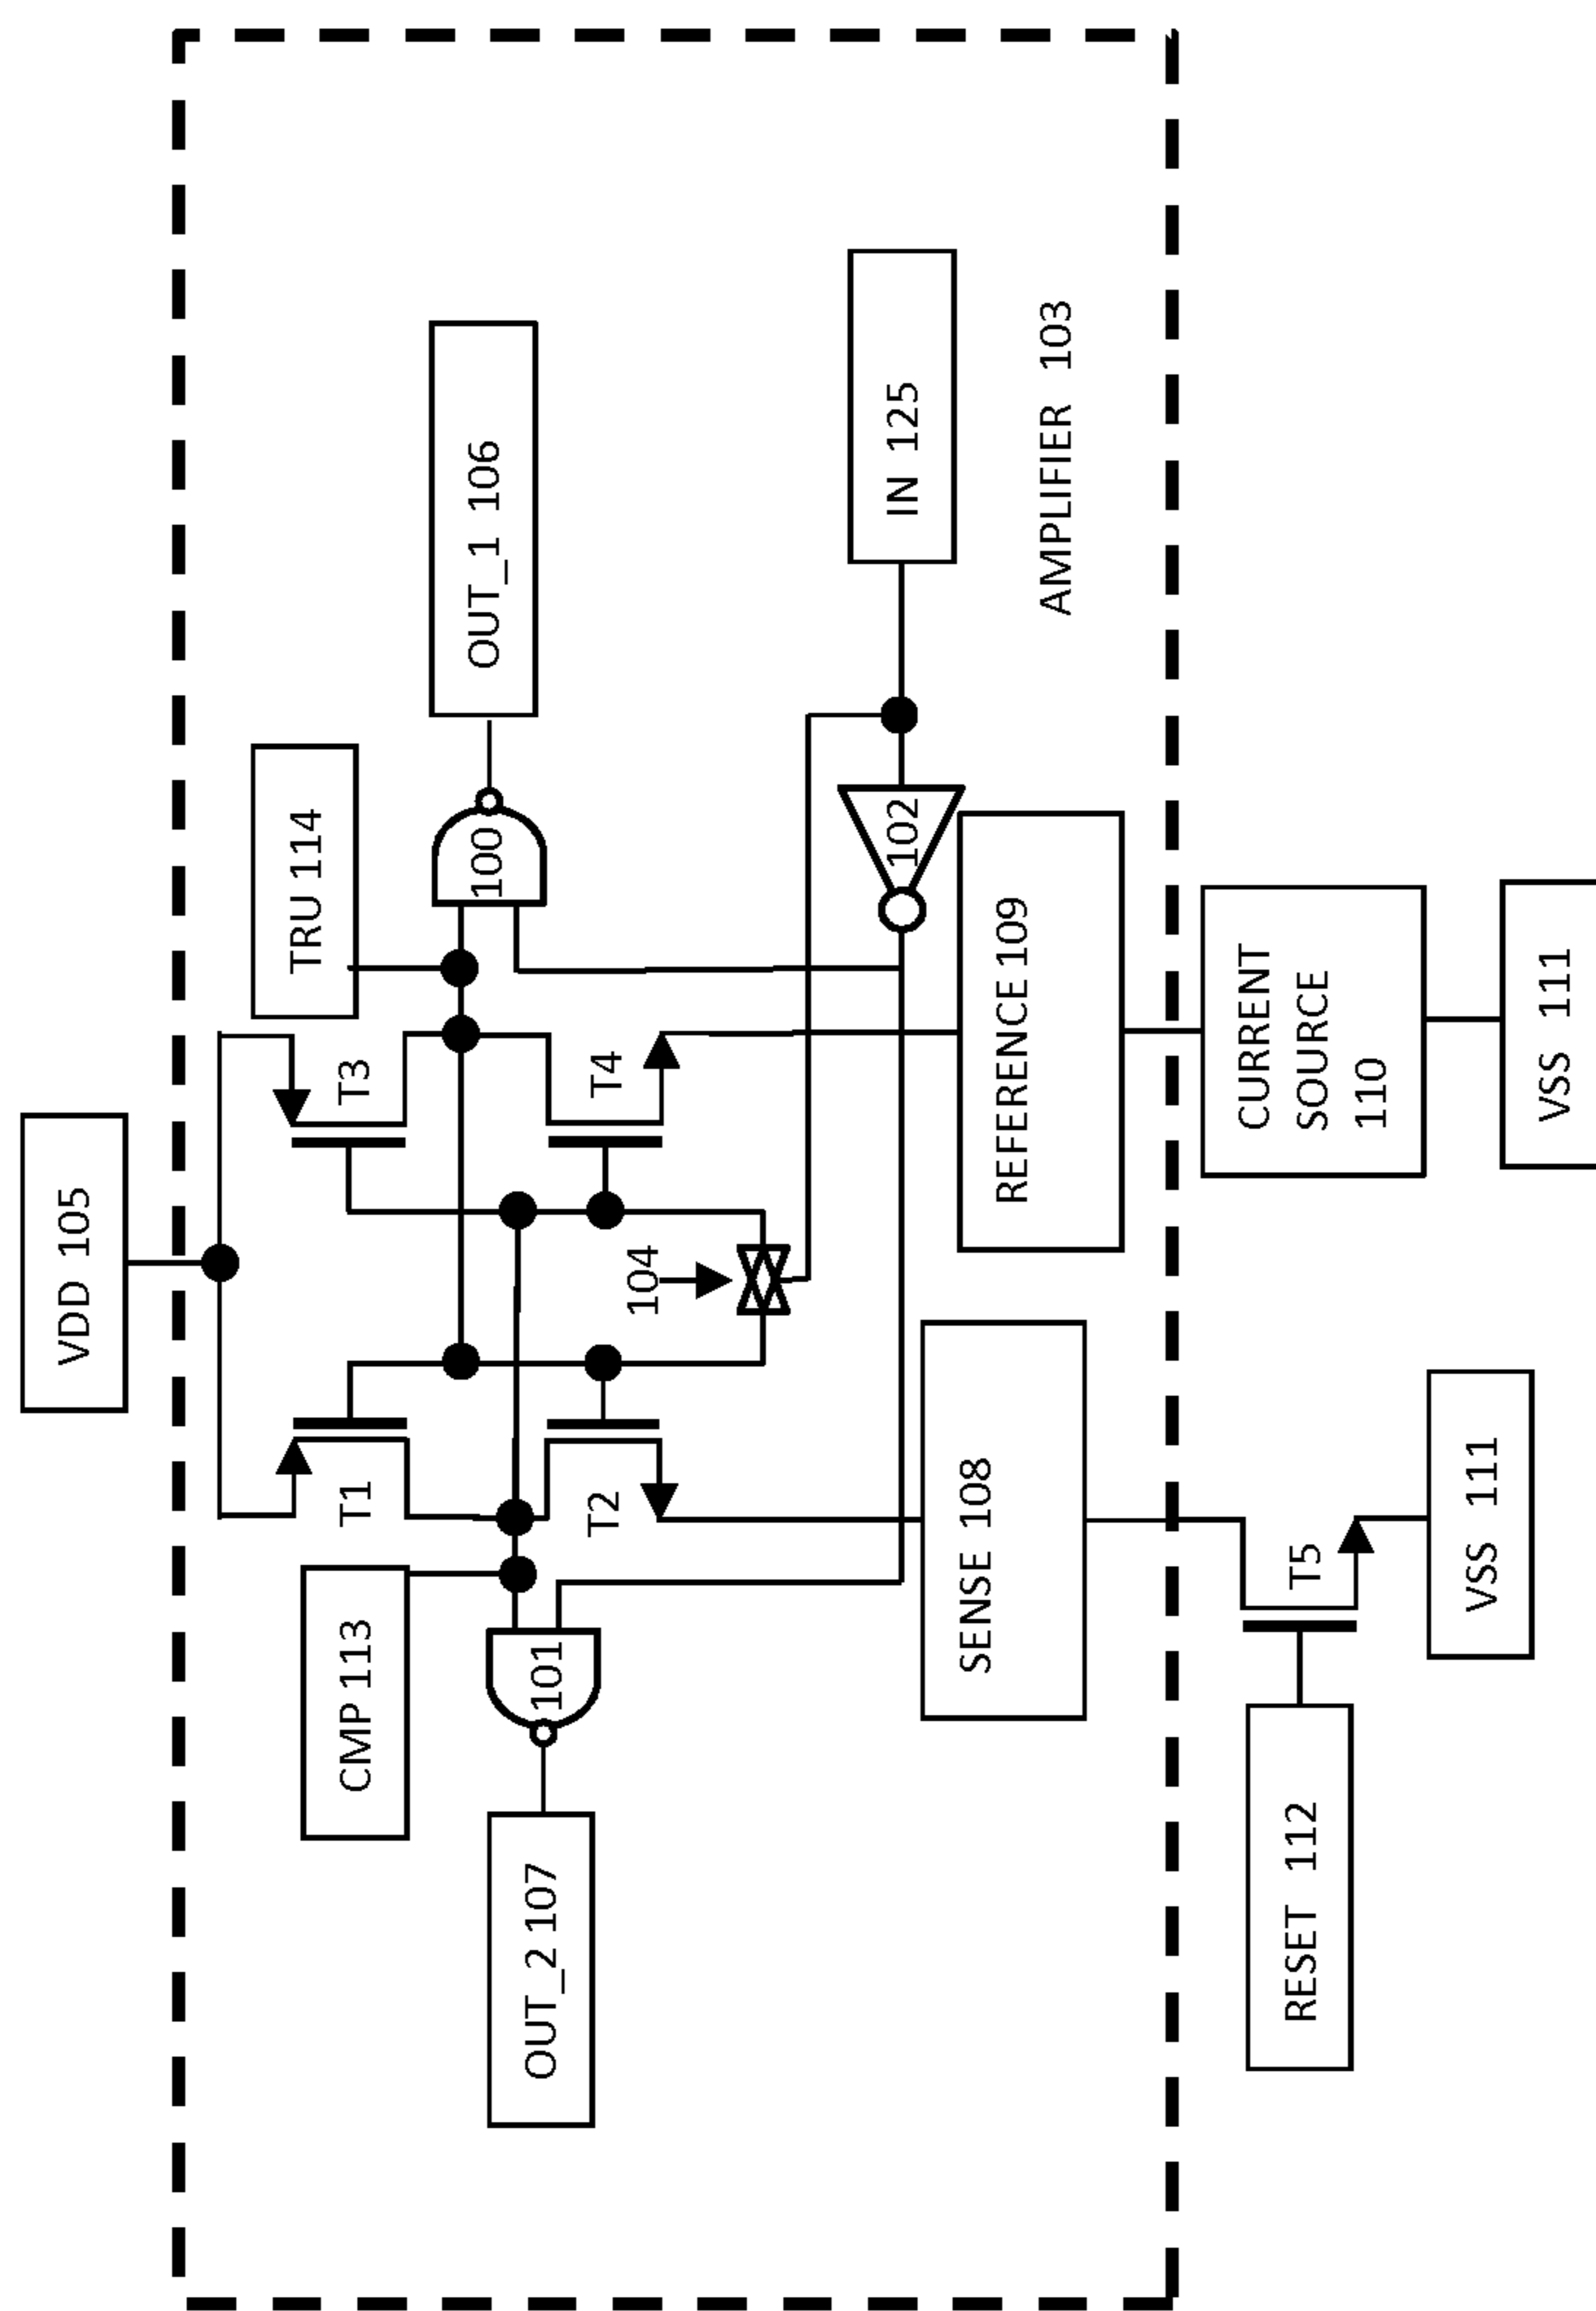 VDD 105
CMP 113
TRU 114
T1
T3
OUT_2 107
101
T2
104
T4
100
OUT_1 106
SENSE 108
REFERENCE 109
102
IN 125
AMPLIFIER 103
RESET 112
T5
VSS 111
CURRENT
SOURCE
110
VSS 111